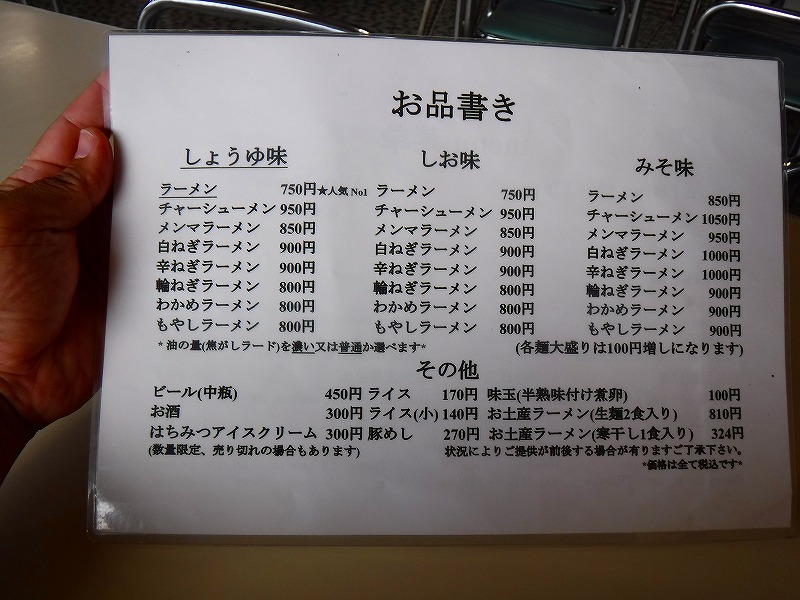 お品書き
しょうゆ味
ラーメン 750円★人気 No1
チャーシューメン 950円
メンマラーメン 850円
白ねぎラーメン 900円
辛ねぎラーメン 900円
輪ねぎラーメン 800円
わかめラーメン 800円
もやしラーメン 800円
*油の量(焦がしラード)を濃い又は普通か選べます*
しお味
ラーメン 750円
チャーシューメン 950円
メンマラーメン 850円
白ねぎラーメン 900円
辛ねぎラーメン 900円
輪ねぎラーメン 800円
わかめラーメン 800円
もやしラーメン 800円
みそ味
ラーメン 850円
チャーシューメン 1050円
メンマラーメン 950円
白ねぎラーメン 1000円
辛ねぎラーメン 1000円
輪ねぎラーメン 900円
わかめラーメン 900円
もやしラーメン 900円
(各麺大盛りは100円増しになります)
その他
ビール(中瓶) 450円 ライス 170円 味玉(半熟味付け煮卵) 100円
お酒 300円 ライス(小) 140円 お土産ラーメン(生麺2食入り) 810円
はちみつアイスクリーム 300円 豚めし 270円 お土産ラーメン(寒干し1食入り) 324円
(数量限定、売り切れの場合もあります) 状況によりご提供が前後する場合が有りますご了承下さい。
*価格は全て税込です*